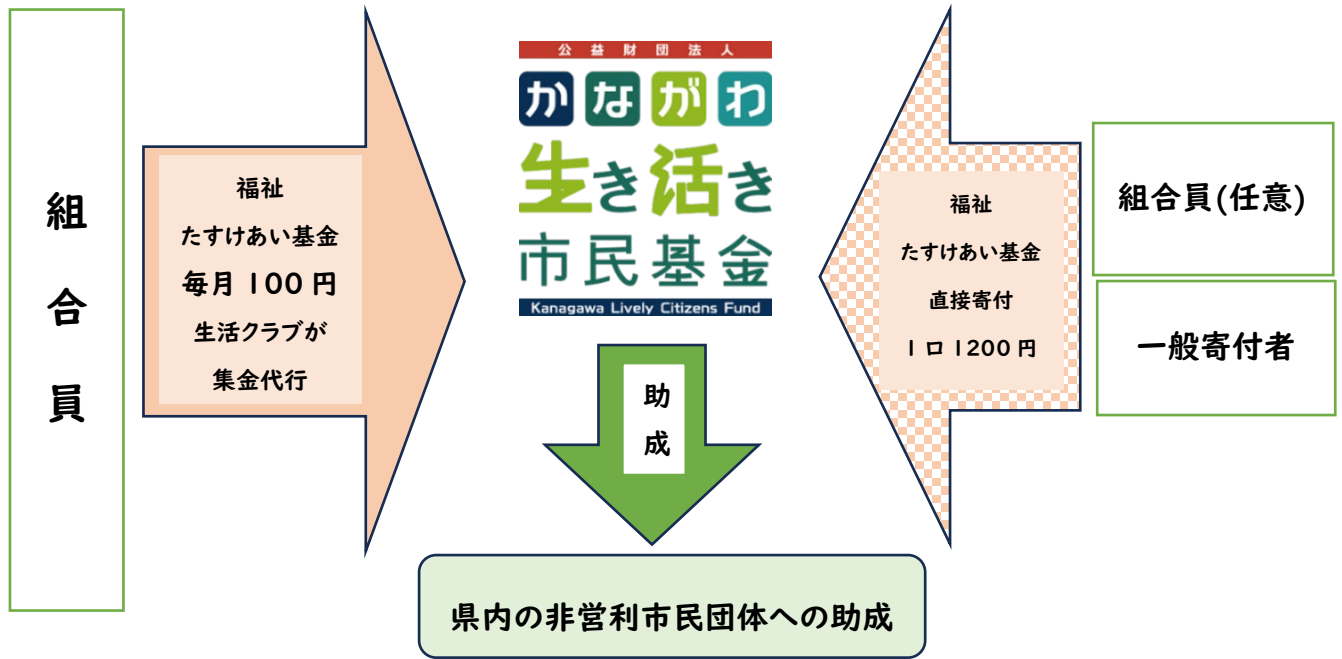 組合員
福祉
たすけあい基金
毎月100円
生活クラブが
集金代行
公益財団法人
かながわ
生き活き
市民基金
Kanagawa Lively Citizens Fund
福祉
たすけあい基金
直接寄付
1口1200円
組合員(任意)
一般寄付者
助成
県内の非営利市民団体への助成